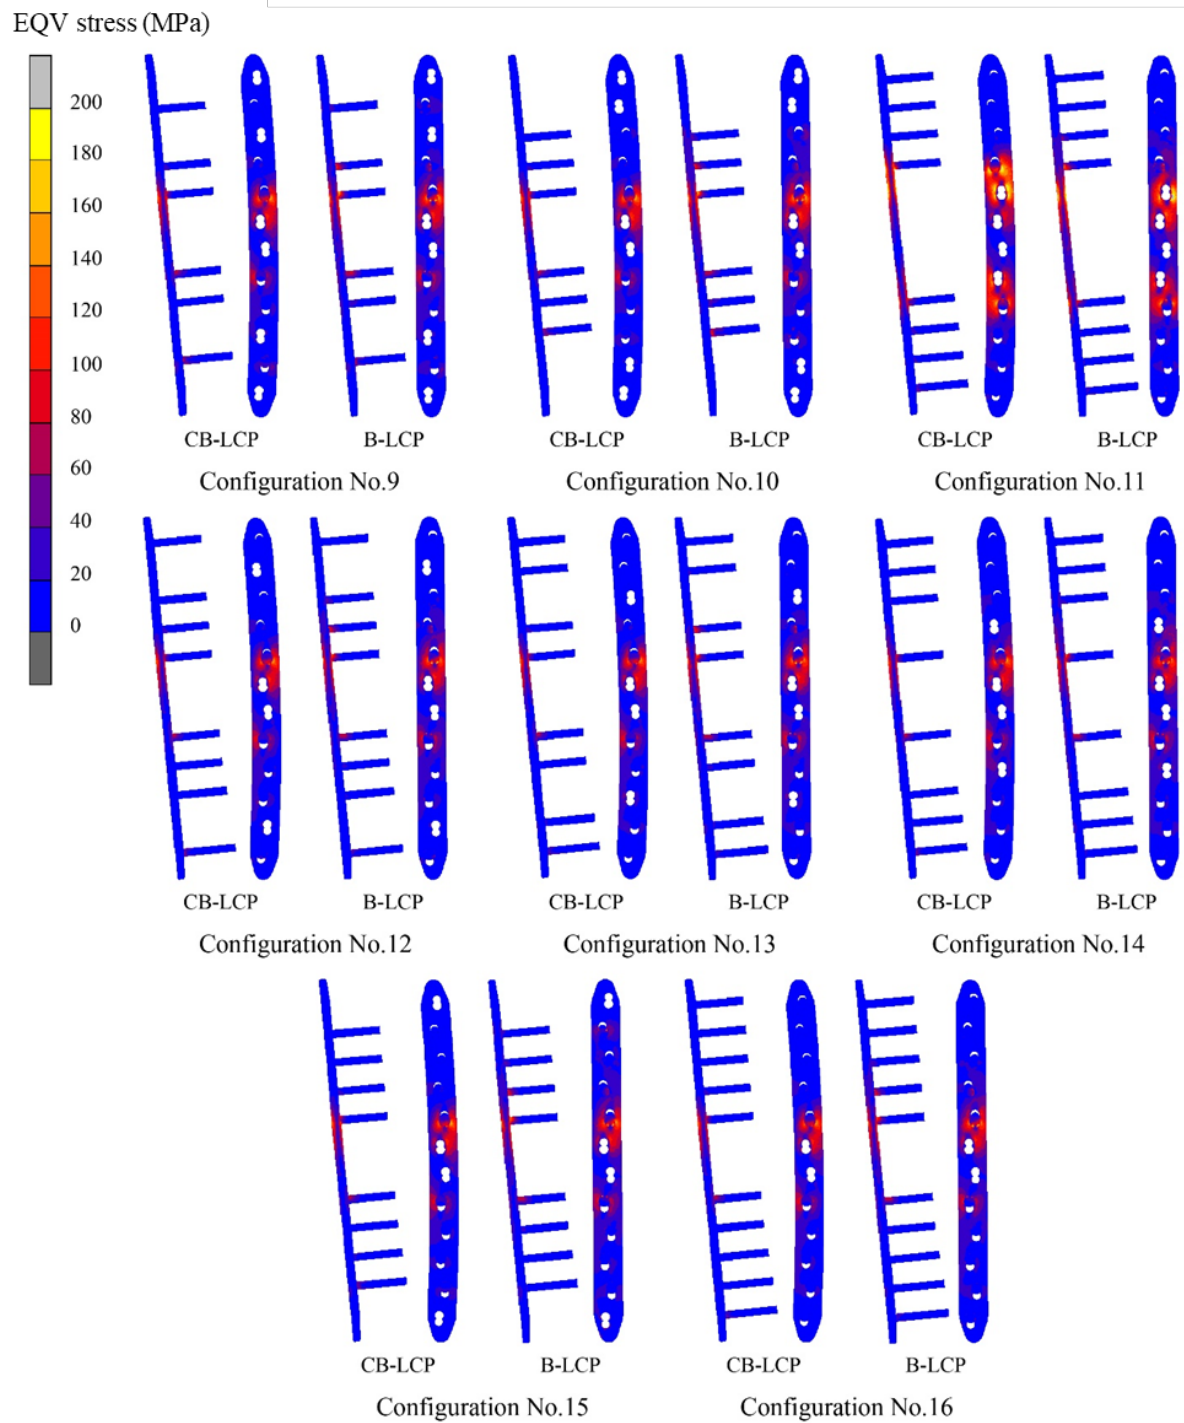 EQV stress (MPa)
200
180
160
140
120
100
80
60
40
20
0
CB-LCP B-LCP CB-LCP B-LCP CB-LCP B-LCP
Configuration No.9 Configuration No.10 Configuration No.11
CB-LCP B-LCP CB-LCP B-LCP CB-LCP B-LCP
Configuration No.12 Configuration No.13 Configuration No.14
CB-LCP B-LCP CB-LCP B-LCP
Configuration No.15 Configuration No.16